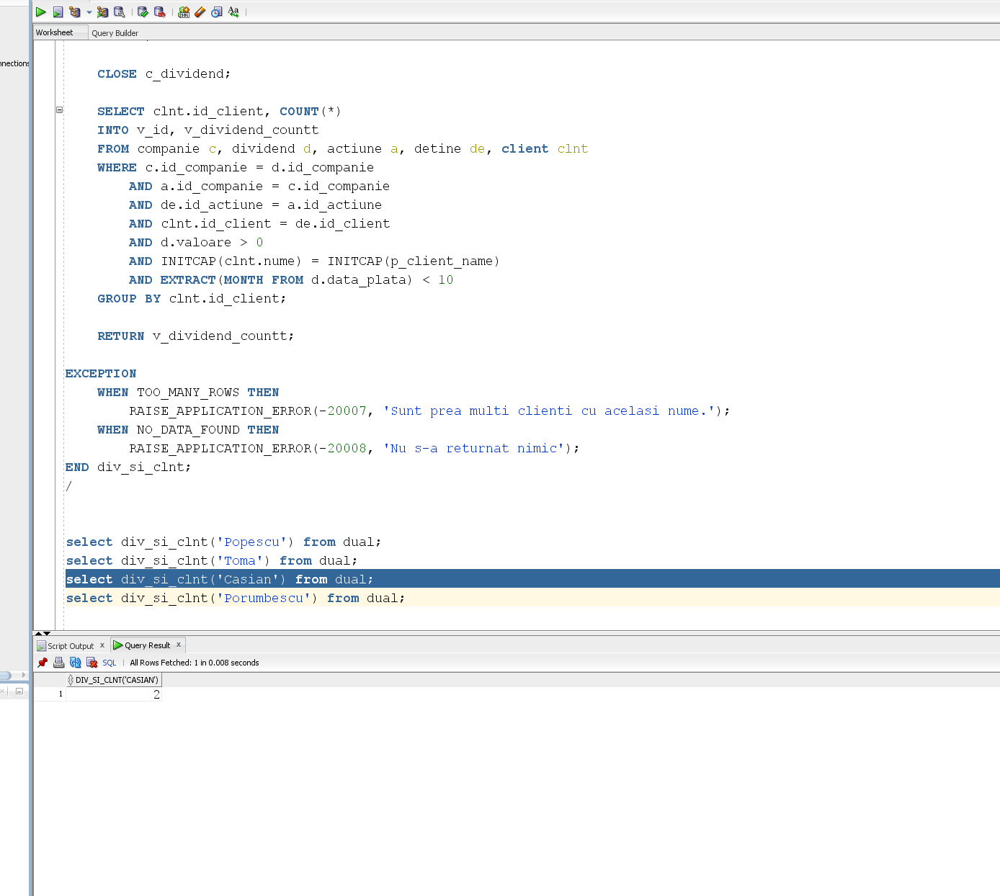 Worksheet Query Builder
nnections
CLOSE c_dividend;
SELECT clnt.id_client, COUNT(*)
INTO v_id, v_dividend_countt
FROM companie c, dividend d, actiune a, detine de, client clnt
WHERE c.id_companie = d.id_companie
AND a.id_companie = c.id_companie
AND de.id_actiune = a.id_actiune
AND clnt.id_client = de.id_client
AND d.valoare > 0
AND INITCAP(clnt.nume) = INITCAP(p_client_name)
AND EXTRACT(MONTH FROM d.data_plata) < 10
GROUP BY clnt.id_client;
RETURN v_dividend_countt;
EXCEPTION
WHEN TOO_MANY_ROWS THEN
RAISE_APPLICATION_ERROR(-20007, 'Sunt prea multi clienti cu acelasi nume.');
WHEN NO_DATA_FOUND THEN
RAISE_APPLICATION_ERROR(-20008, 'Nu s-a returnat nimic');
END div_si_clnt;
/
select div_si_clnt('Popescu') from dual;
select div_si_clnt('Toma') from dual;
select div_si_clnt('Casian') from dual;
select div_si_clnt('Porumbescu') from dual;
Script Output x Query Result x
SQL | All Rows Fetched: 1 in 0.008 seconds
DIV_SI_CLNT('CASIAN')
1 2